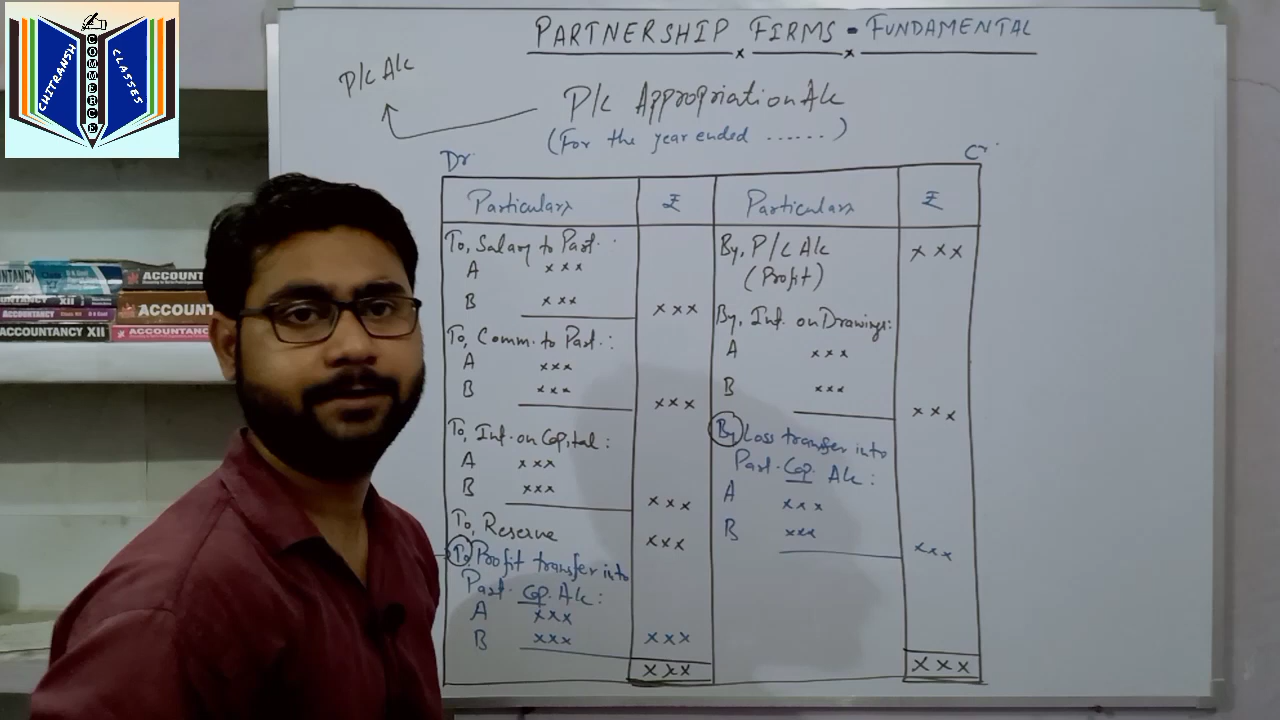 CHITRANSH
COMMERCE
CLASSES
PARTNERSHIP FIRMS - FUNDAMENTAL
P/L A/c
P/L Appropriation A/c
(For the year ended ......)
Dr.
Cr.
Particulars ₹ Particulars ₹
To, Salary to Part. :
A xxx
B xxx
xxx
To, Comm. to Part. :
A xxx
B xxx
xxx
To, Int. on Capital :
A xxx
B xxx
xxx
To, Reserve xxx
To Profit transfer into
Part. Cap. A/c :
A xxx
B xxx xxx
xxx
By, P/L A/c xxx
(Profit)
By, Int. on Drawings :
A xxx
B xxx
xxx
By Loss transfer into
Part. Cap. A/c :
A xxx
B xxx
xxx
xxx
ACCOUNTANCY XII
ACCOUNT
ACCOUNTAN
ACCOUNTANC